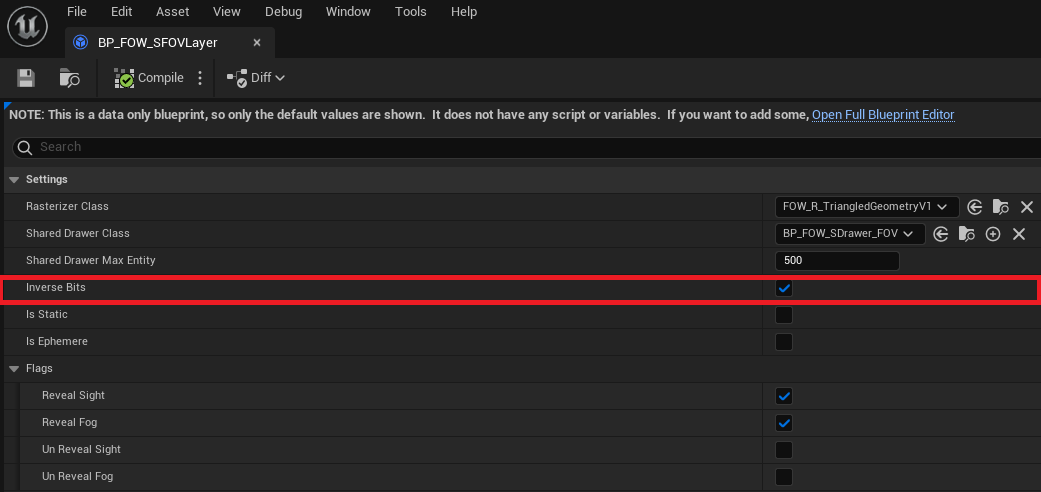 File Edit Asset View Debug Window Tools Help
BP_FOW_SFOVLayer
Compile Diff
NOTE: This is a data only blueprint, so only the default values are shown. It does not have any script or variables. If you want to add some, Open Full Blueprint Editor
Search
Settings
Rasterizer Class FOW_R_TriangledGeometryV1
Shared Drawer Class BP_FOW_SDrawer_FOV
Shared Drawer Max Entity 500
Inverse Bits
Is Static
Is Ephemere
Flags
Reveal Sight
Reveal Fog
Un Reveal Sight
Un Reveal Fog